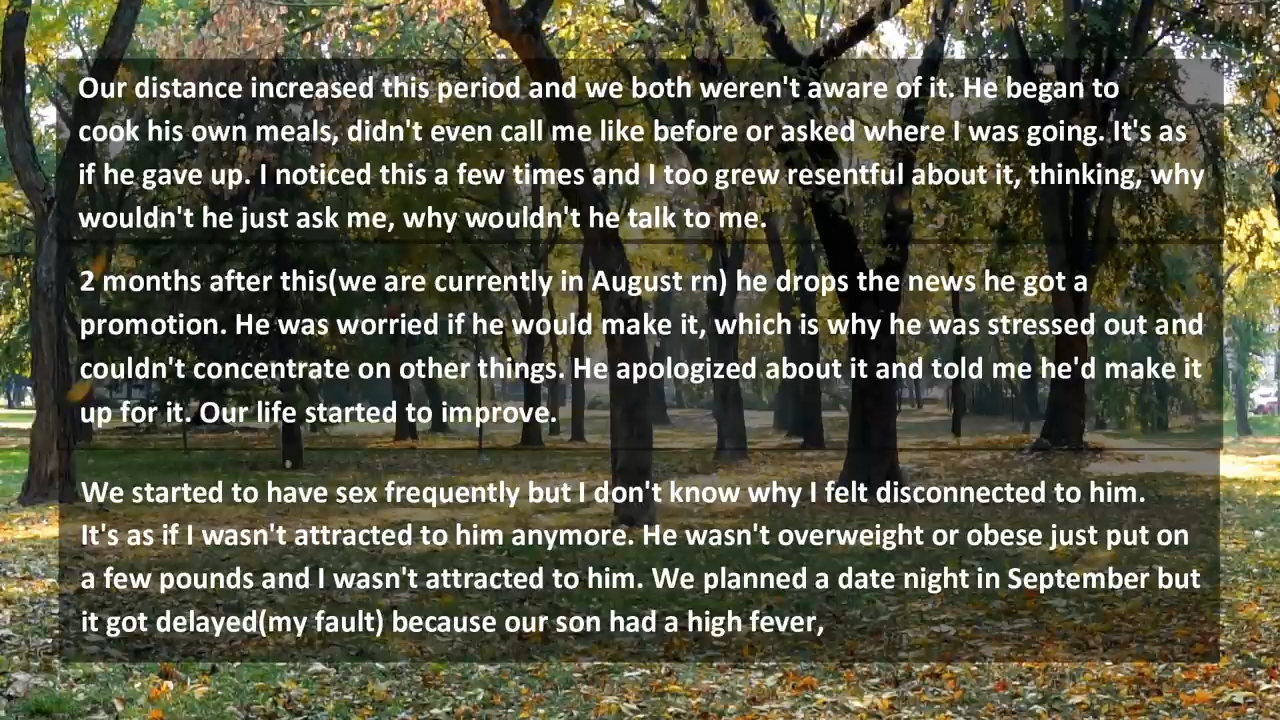 Our distance increased this period and we both weren't aware of it. He began to
cook his own meals, didn't even call me like before or asked where I was going. It's as
if he gave up. I noticed this a few times and I too grew resentful about it, thinking, why
wouldn't he just ask me, why wouldn't he talk to me.
2 months after this(we are currently in August rn) he drops the news he got a
promotion. He was worried if he would make it, which is why he was stressed out and
couldn't concentrate on other things. He apologized about it and told me he'd make it
up for it. Our life started to improve.
We started to have sex frequently but I don't know why I felt disconnected to him.
It's as if I wasn't attracted to him anymore. He wasn't overweight or obese just put on
a few pounds and I wasn't attracted to him. We planned a date night in September but
it got delayed(my fault) because our son had a high fever,